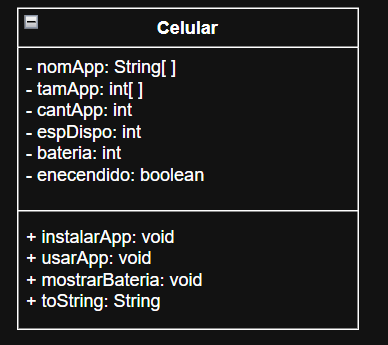 Celular
- nomApp: String[ ]
- tamApp: int[ ]
- cantApp: int
- espDispo: int
- bateria: int
- enecendido: boolean
+ instalarApp: void
+ usarApp: void
+ mostrarBateria: void
+ toString: String